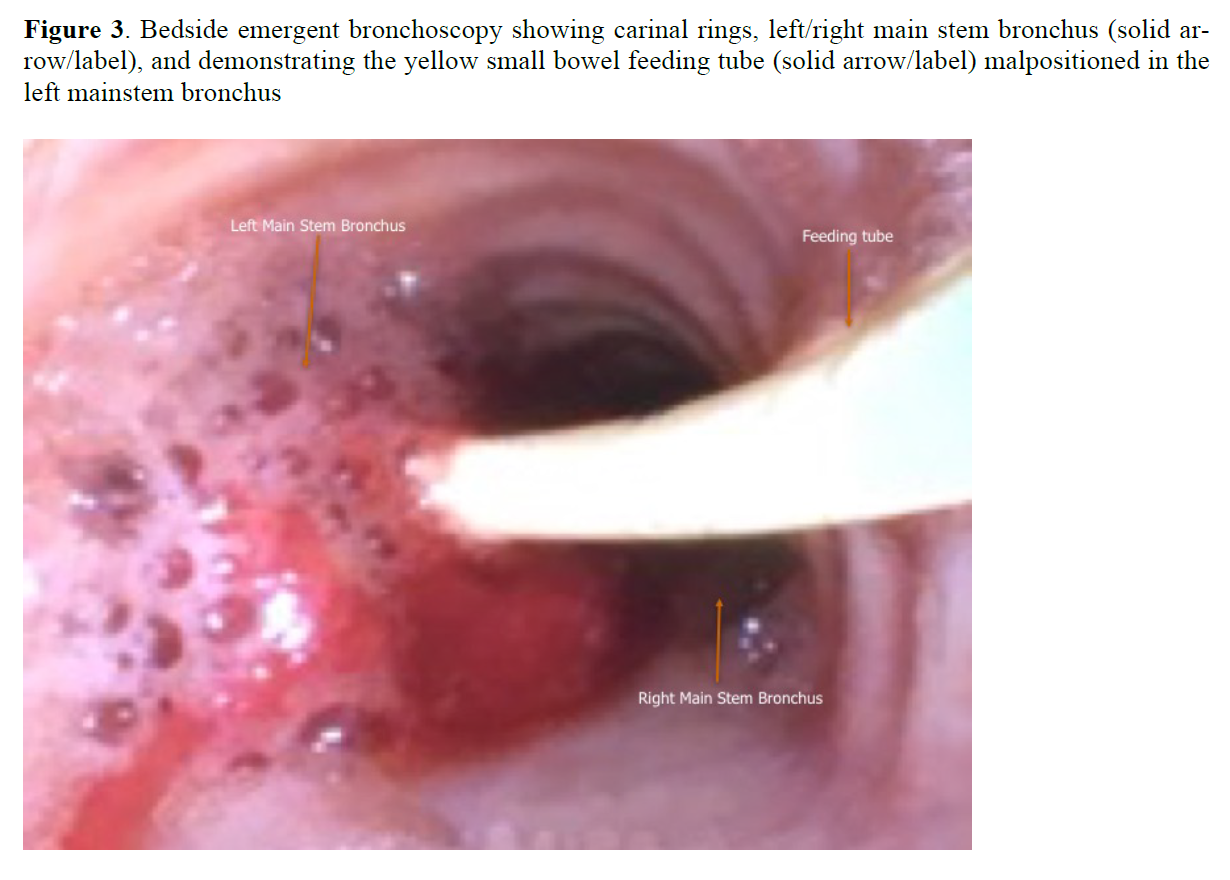 Figure 3. Bedside emergent bronchoscopy showing carinal rings, left/right main stem bronchus (solid ar-
row/label), and demonstrating the yellow small bowel feeding tube (solid arrow/label) malpositioned in the
left mainstem bronchus
Left Main Stem Bronchus
Feeding tube
Right Main Stem Bronchus